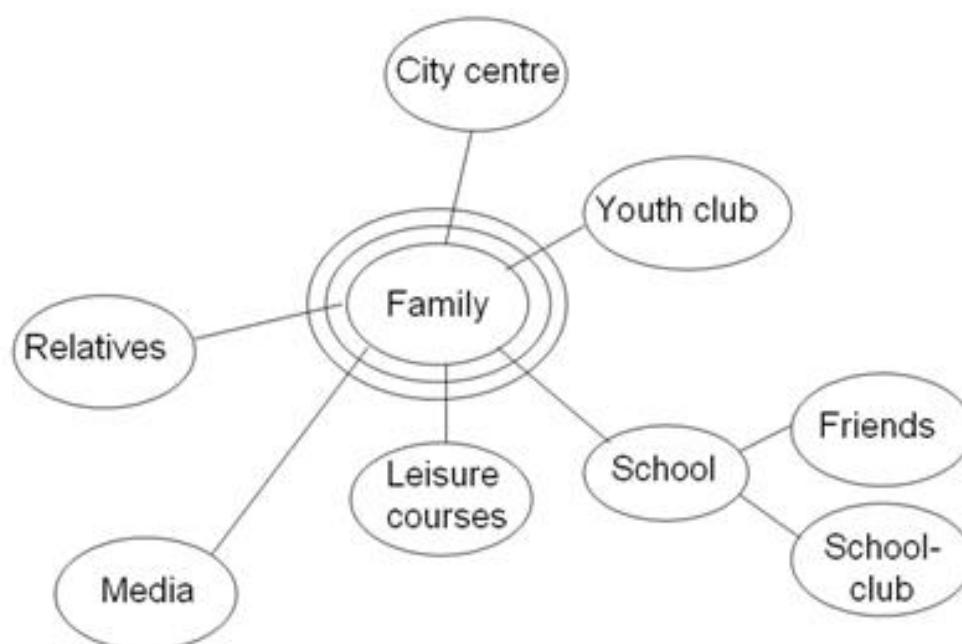 City centre
Youth club
Family
Relatives
Leisure
courses
School
Friends
School-
club
Media